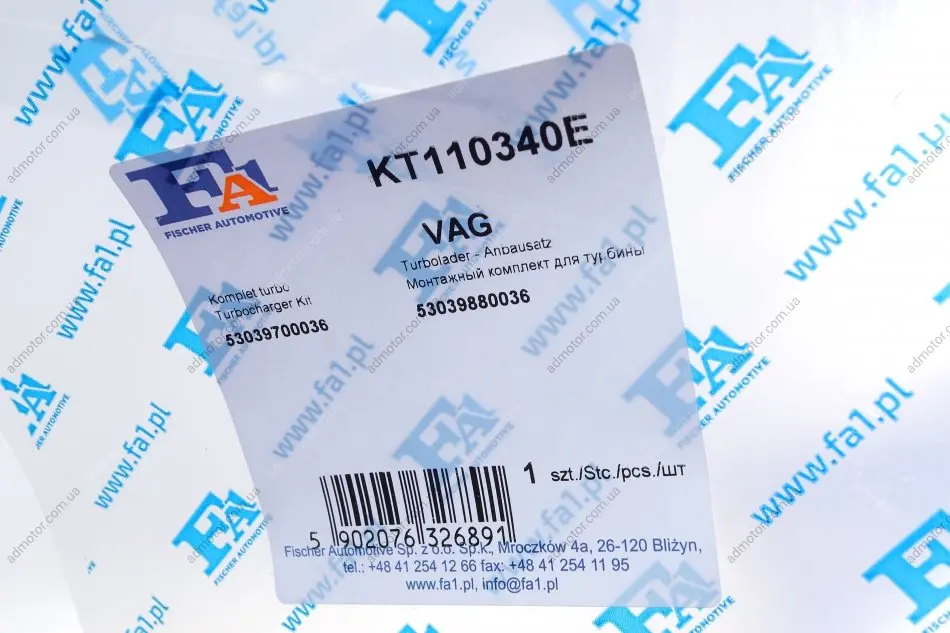 FA
FISCHER AUTOMOTIVE
KT110340E
VAG
Turbolader - Anbausatz
Монтажный комплект для турбины
53039880036
Komplet turbo
Turbocharger Kit
53039700036
1 szt./Stc./pcs./шт
5 902076 326891
Fischer Automotive Sp. z o.o. Sp.k., Mroczków 4a, 26-120 Bliżyn,
tel.: +48 41 254 12 66 fax: +48 41 254 11 95
www.fa1.pl, info@fa1.pl
www.fa1.pl
admotor.com.ua